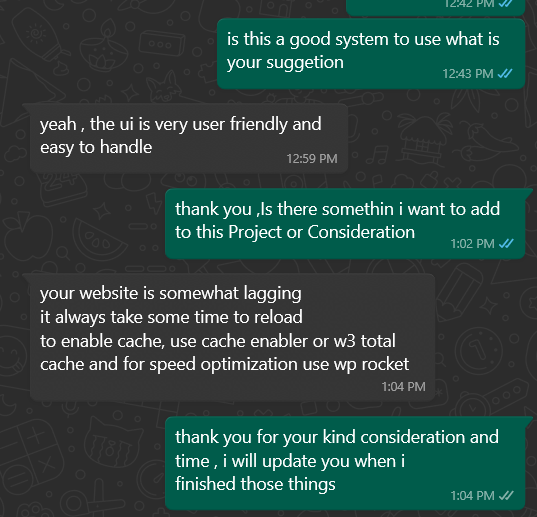 12:42 PM
is this a good system to use what is
your suggetion
12:43 PM
yeah , the ui is very user friendly and
easy to handle
12:59 PM
thank you ,Is there somethin i want to add
to this Project or Consideration
1:02 PM
your website is somewhat lagging
it always take some time to reload
to enable cache, use cache enabler or w3 total
cache and for speed optimization use wp rocket
1:04 PM
thank you for your kind consideration and
time , i will update you when i
finished those things
1:04 PM